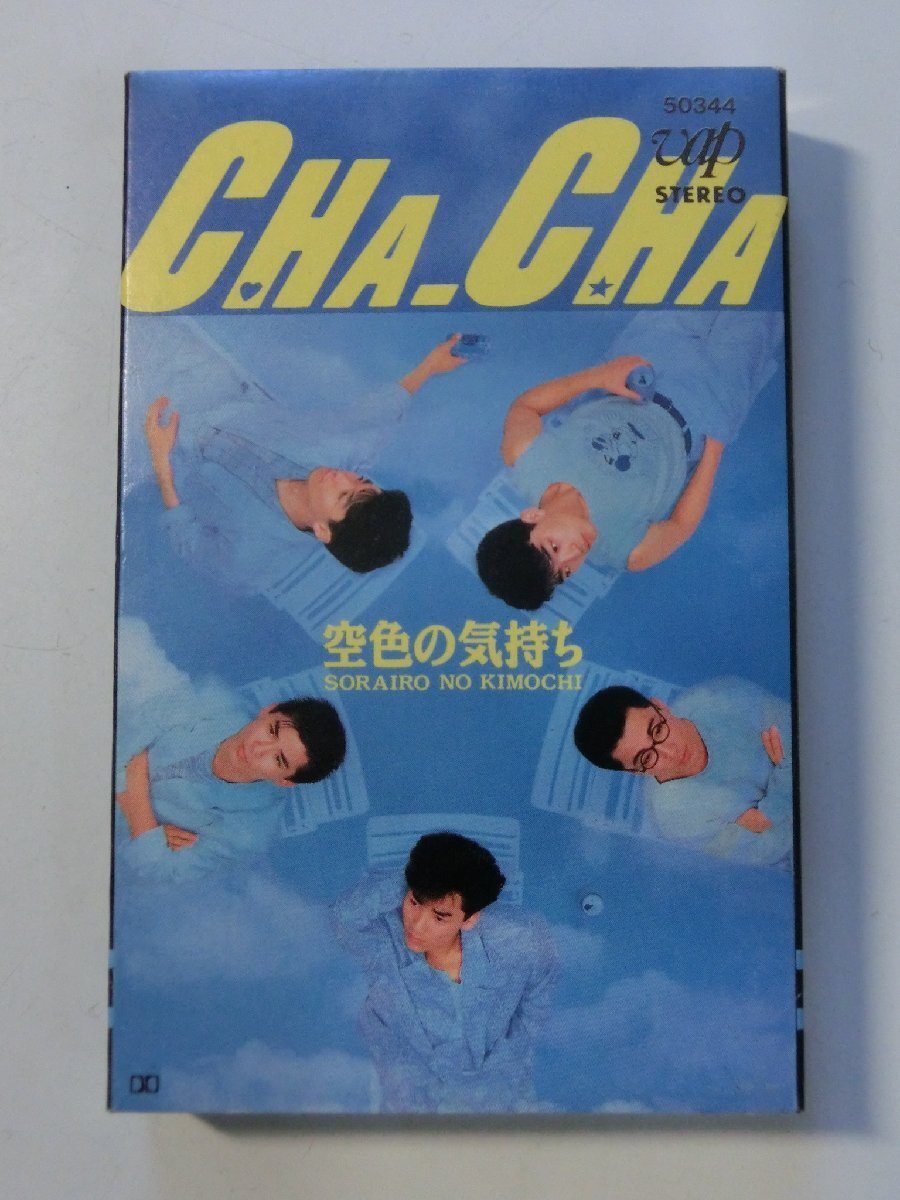 50344
vap
STEREO
CHA-CHA
空色の気持ち
SORAIRO NO KIMOCHI